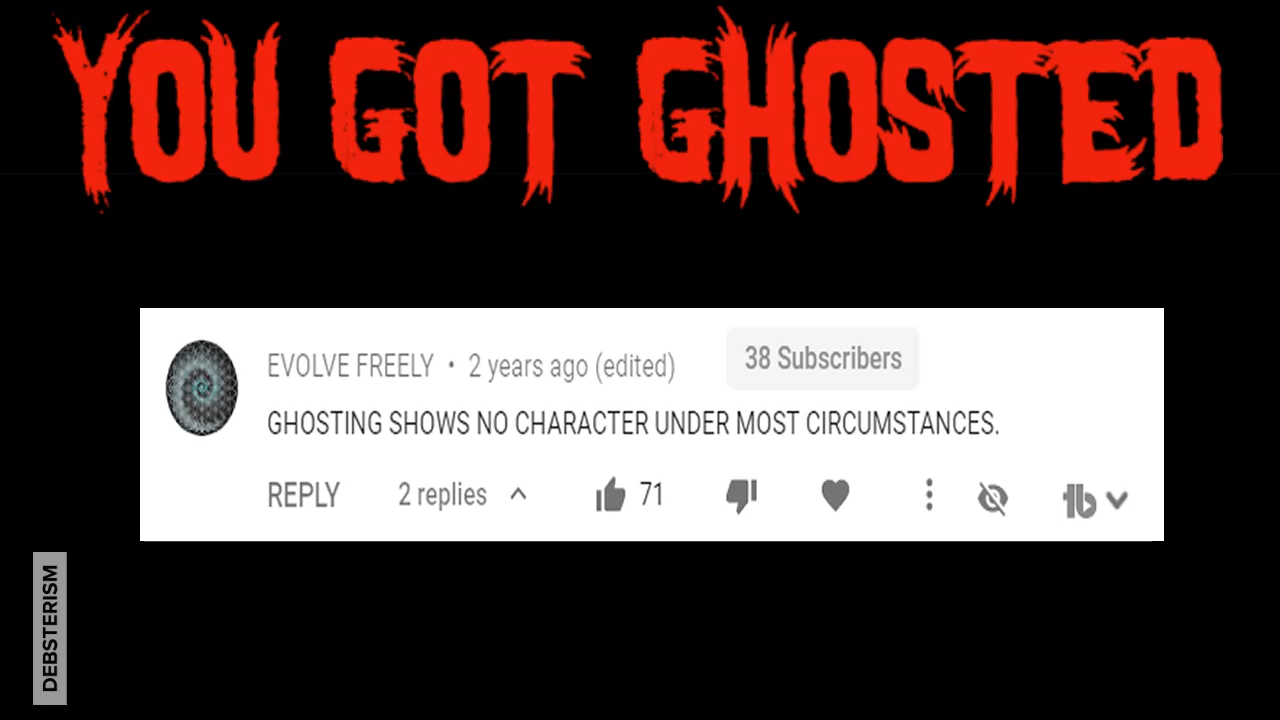 YOU GOT GHOSTED
EVOLVE FREELY • 2 years ago (edited) 38 Subscribers
GHOSTING SHOWS NO CHARACTER UNDER MOST CIRCUMSTANCES.
REPLY 2 replies 71
DEBSTERISM